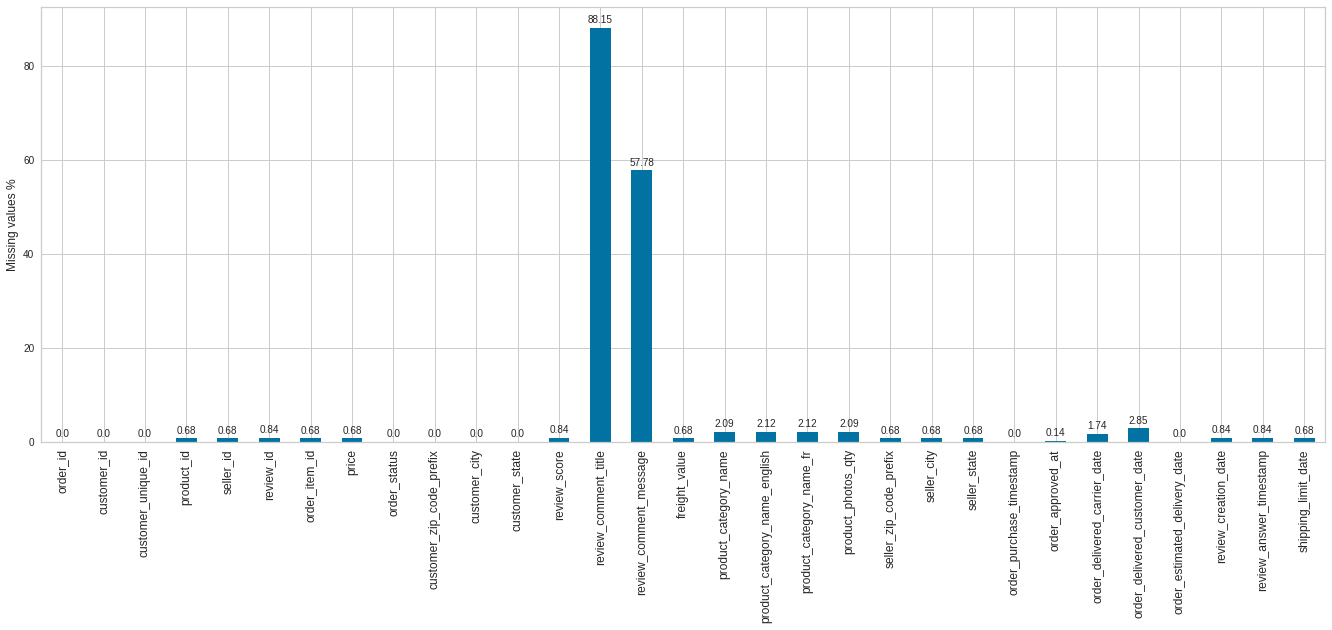 Missing values %
80
60
40
20
0
0.0
0.0
0.0
0.68
0.68
0.84
0.68
0.68
0.0
0.0
0.0
0.0
0.84
88.15
57.78
0.68
2.09
2.12
2.12
2.09
0.68
0.68
0.68
0.0
0.14
1.74
2.85
0.0
0.84
0.84
0.68
order_id
customer_id
customer_unique_id
product_id
seller_id
review_id
order_item_id
price
order_status
customer_zip_code_prefix
customer_city
customer_state
review_score
review_comment_title
review_comment_message
freight_value
product_category_name
product_category_name_english
product_category_name_fr
product_photos_qty
seller_zip_code_prefix
seller_city
seller_state
order_purchase_timestamp
order_approved_at
order_delivered_carrier_date
order_delivered_customer_date
order_estimated_delivery_date
review_creation_date
review_answer_timestamp
shipping_limit_date